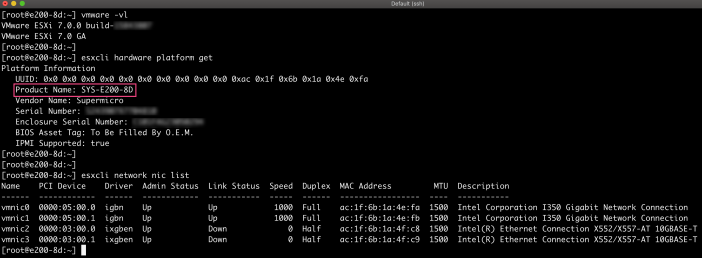 Default (ssh)
[root@e200-8d:~] vmware -vl
VMware ESXi 7.0.0 build-
VMware ESXi 7.0 GA
[root@e200-8d:~]
[root@e200-8d:~] esxcli hardware platform get
Platform Information
UUID: 0x0 0x0 0x0 0x0 0x0 0x0 0x0 0x0 0x0 0x0 0xac 0x1f 0x6b 0x1a 0x4e 0xfa
Product Name: SYS-E200-8D
Vendor Name: Supermicro
Serial Number:
Enclosure Serial Number:
BIOS Asset Tag: To Be Filled By O.E.M.
IPMI Supported: true
[root@e200-8d:~]
[root@e200-8d:~]
[root@e200-8d:~] esxcli network nic list
Name PCI Device Driver Admin Status Link Status Speed Duplex MAC Address MTU Description
------ ------------ ------ ------------ ----------- ----- ------ ----------------- ---- -----------
vmnic0 0000:05:00.0 igbn Up Up 1000 Full ac:1f:6b:1a:4e:fa 1500 Intel Corporation I350 Gigabit Network Connection
vmnic1 0000:05:00.1 igbn Up Up 1000 Full ac:1f:6b:1a:4e:fb 1500 Intel Corporation I350 Gigabit Network Connection
vmnic2 0000:03:00.0 ixgben Up Down 0 Half ac:1f:6b:1a:4f:c8 1500 Intel(R) Ethernet Connection X552/X557-AT 10GBASE-T
vmnic3 0000:03:00.1 ixgben Up Down 0 Half ac:1f:6b:1a:4f:c9 1500 Intel(R) Ethernet Connection X552/X557-AT 10GBASE-T
[root@e200-8d:~]